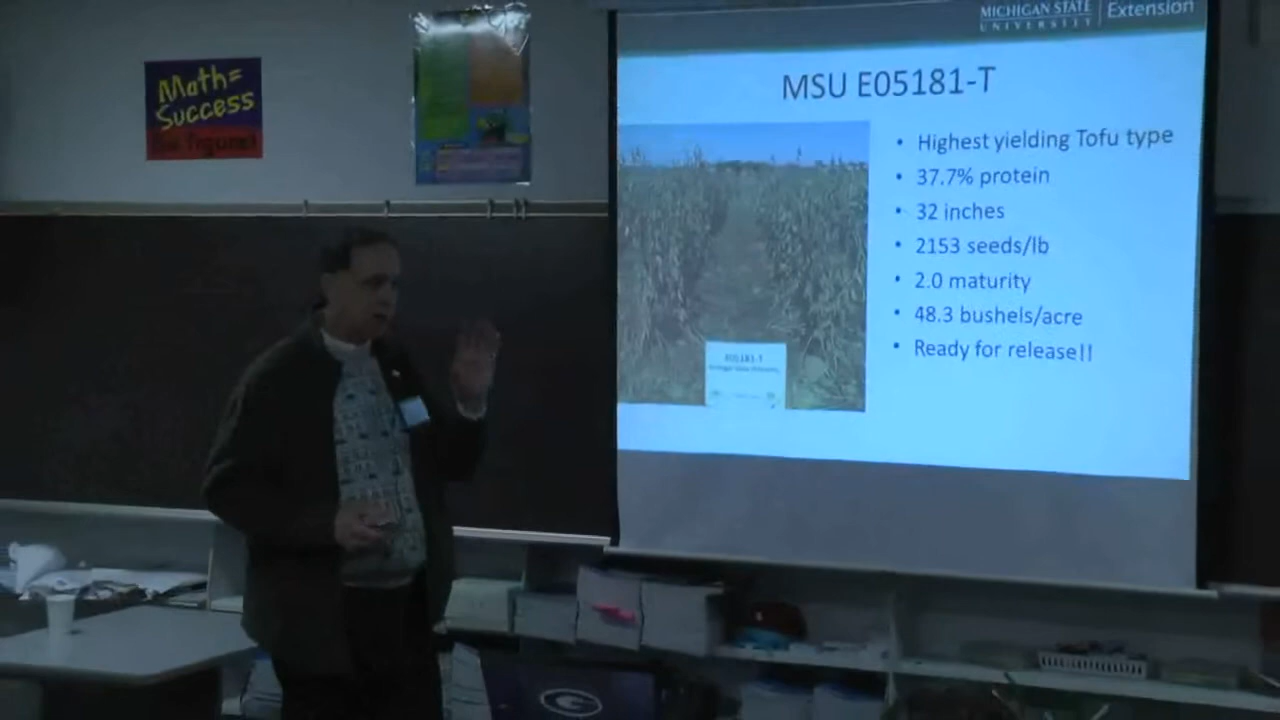 MICHIGAN STATE
UNIVERSITY
Extension
Math=
Success
figures!
MSU E05181-T
• Highest yielding Tofu type
• 37.7% protein
• 32 inches
• 2153 seeds/lb
• 2.0 maturity
• 48.3 bushels/acre
• Ready for release!!
E05181-T